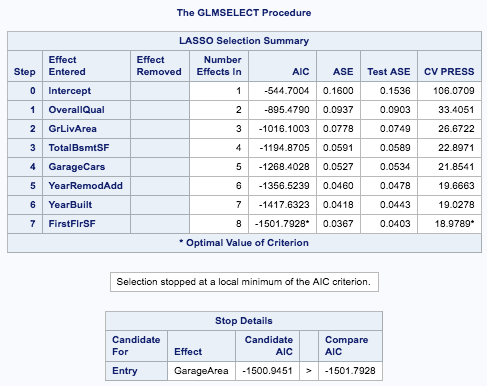 The GLMSELECT Procedure
LASSO Selection Summary
Step Effect Entered Effect Removed Number Effects In AIC ASE Test ASE CV PRESS
0 Intercept 1 -544.7004 0.1600 0.1536 106.0709
1 OverallQual 2 -895.4790 0.0937 0.0903 33.4051
2 GrLivArea 3 -1016.1003 0.0778 0.0749 26.6722
3 TotalBsmtSF 4 -1194.8705 0.0591 0.0589 22.8971
4 GarageCars 5 -1268.4028 0.0527 0.0534 21.8541
5 YearRemodAdd 6 -1356.5239 0.0460 0.0478 19.6663
6 YearBuilt 7 -1417.6323 0.0418 0.0443 19.0278
7 FirstFlrSF 8 -1501.7928* 0.0367 0.0403 18.9789*
* Optimal Value of Criterion
Selection stopped at a local minimum of the AIC criterion.
Stop Details
Candidate For Effect Candidate AIC Compare AIC
Entry GarageArea -1500.9451 > -1501.7928